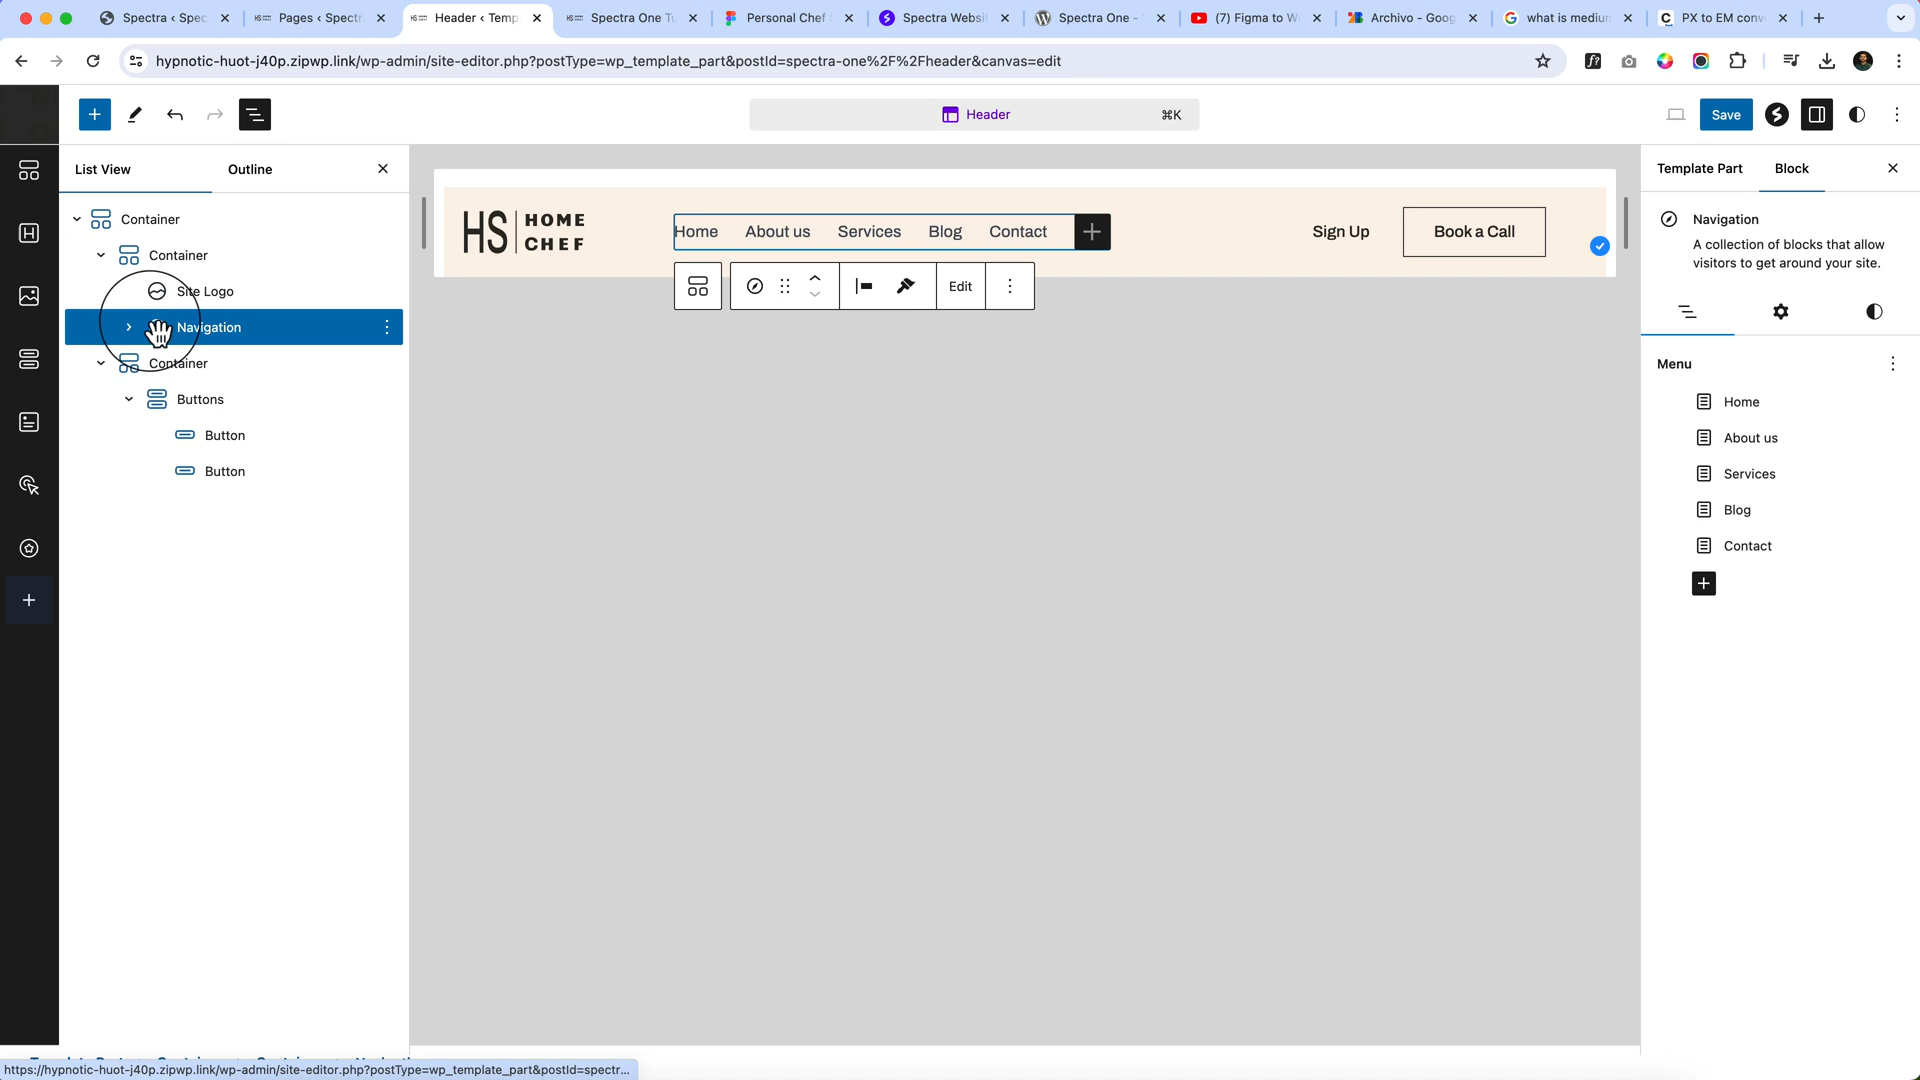 Spectra ‹ Spec
Pages ‹ Spectr
Header ‹ Temp
Spectra One Tu
Personal Chef
Spectra Websit
Spectra One -
(7) Figma to W
Archivo - Goog
what is medium
PX to EM conv
hypnotic-huot-j40p.zipwp.link/wp-admin/site-editor.php?postType=wp_template_part&postId=spectra-one%2F%2Fheader&canvas=edit
Header
⌘K
Save
List View
Outline
Container
Container
Site Logo
Navigation
Container
Buttons
Button
Button
HS HOME
CHEF
Home
About us
Services
Blog
Contact
Sign Up
Book a Call
Edit
Template Part
Block
Navigation
A collection of blocks that allow
visitors to get around your site.
Menu
Home
About us
Services
Blog
Contact
https://hypnotic-huot-j40p.zipwp.link/wp-admin/site-editor.php?postType=wp_template_part&postId=spectr...